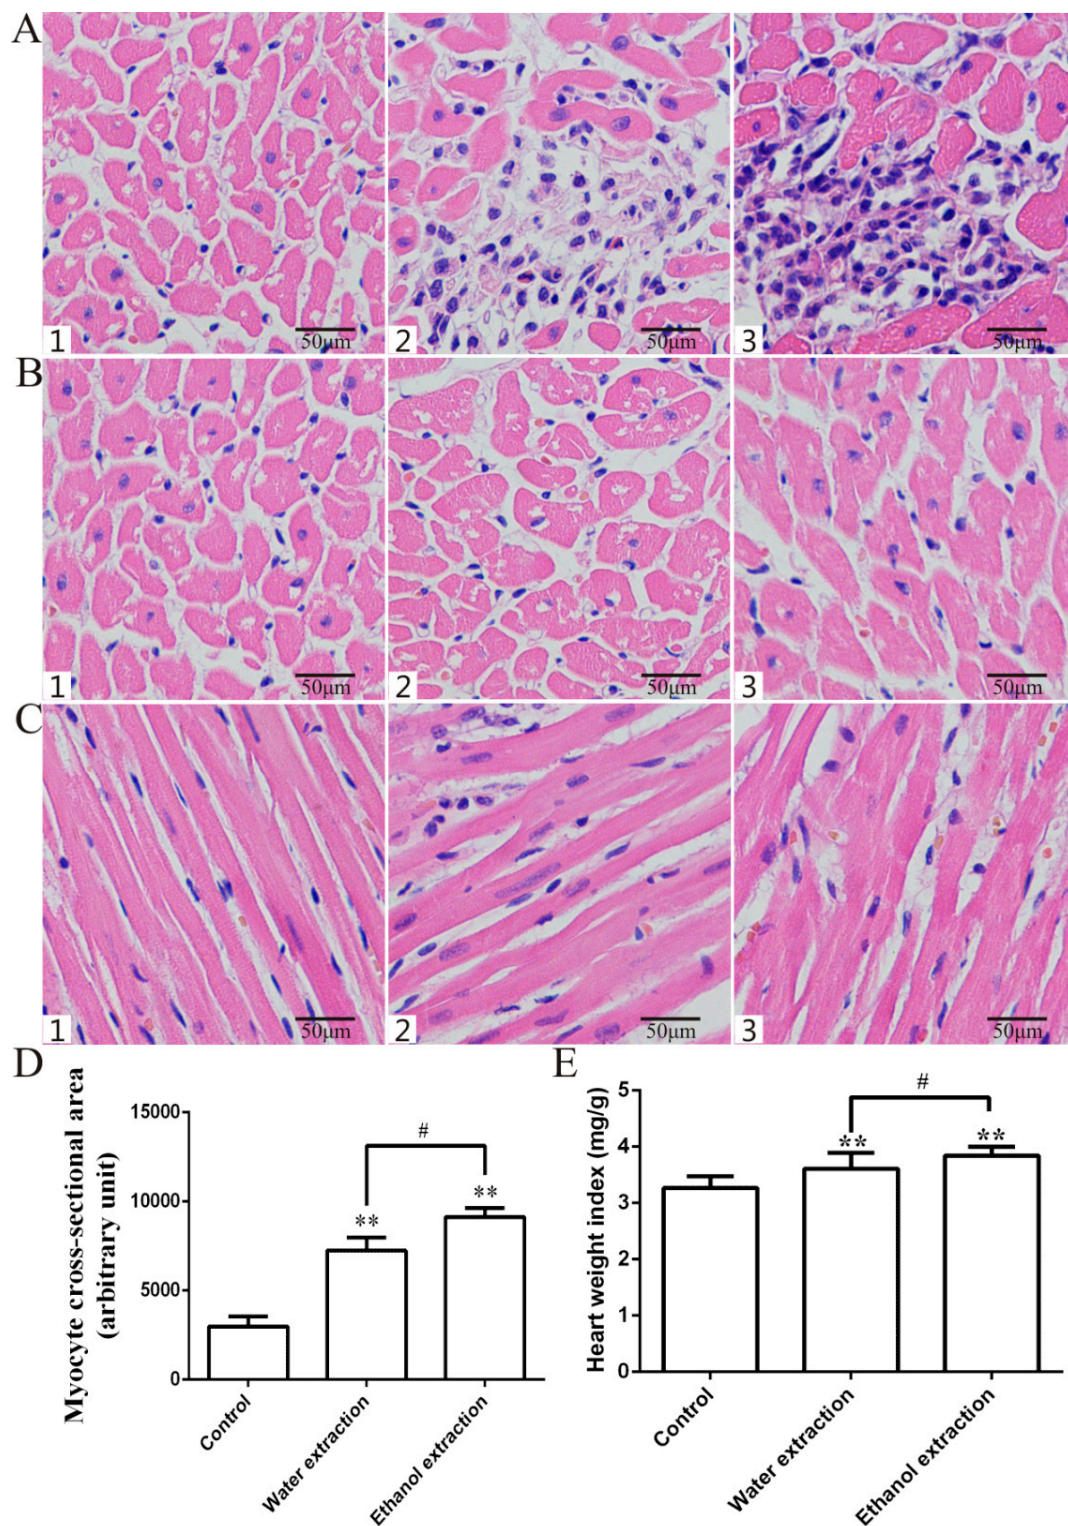 A
1
50μm
2
50μm
3
50μm
B
1
50μm
2
50μm
3
50μm
C
1
50μm
2
50μm
3
50μm
D
Myocyte cross-sectional area
(arbitrary unit)
15000
10000
5000
0
#
**
**
Control
Water extraction
Ethanol extraction
E
Heart weight index (mg/g)
5
4
3
2
1
0
#
**
**
Control
Water extraction
Ethanol extraction